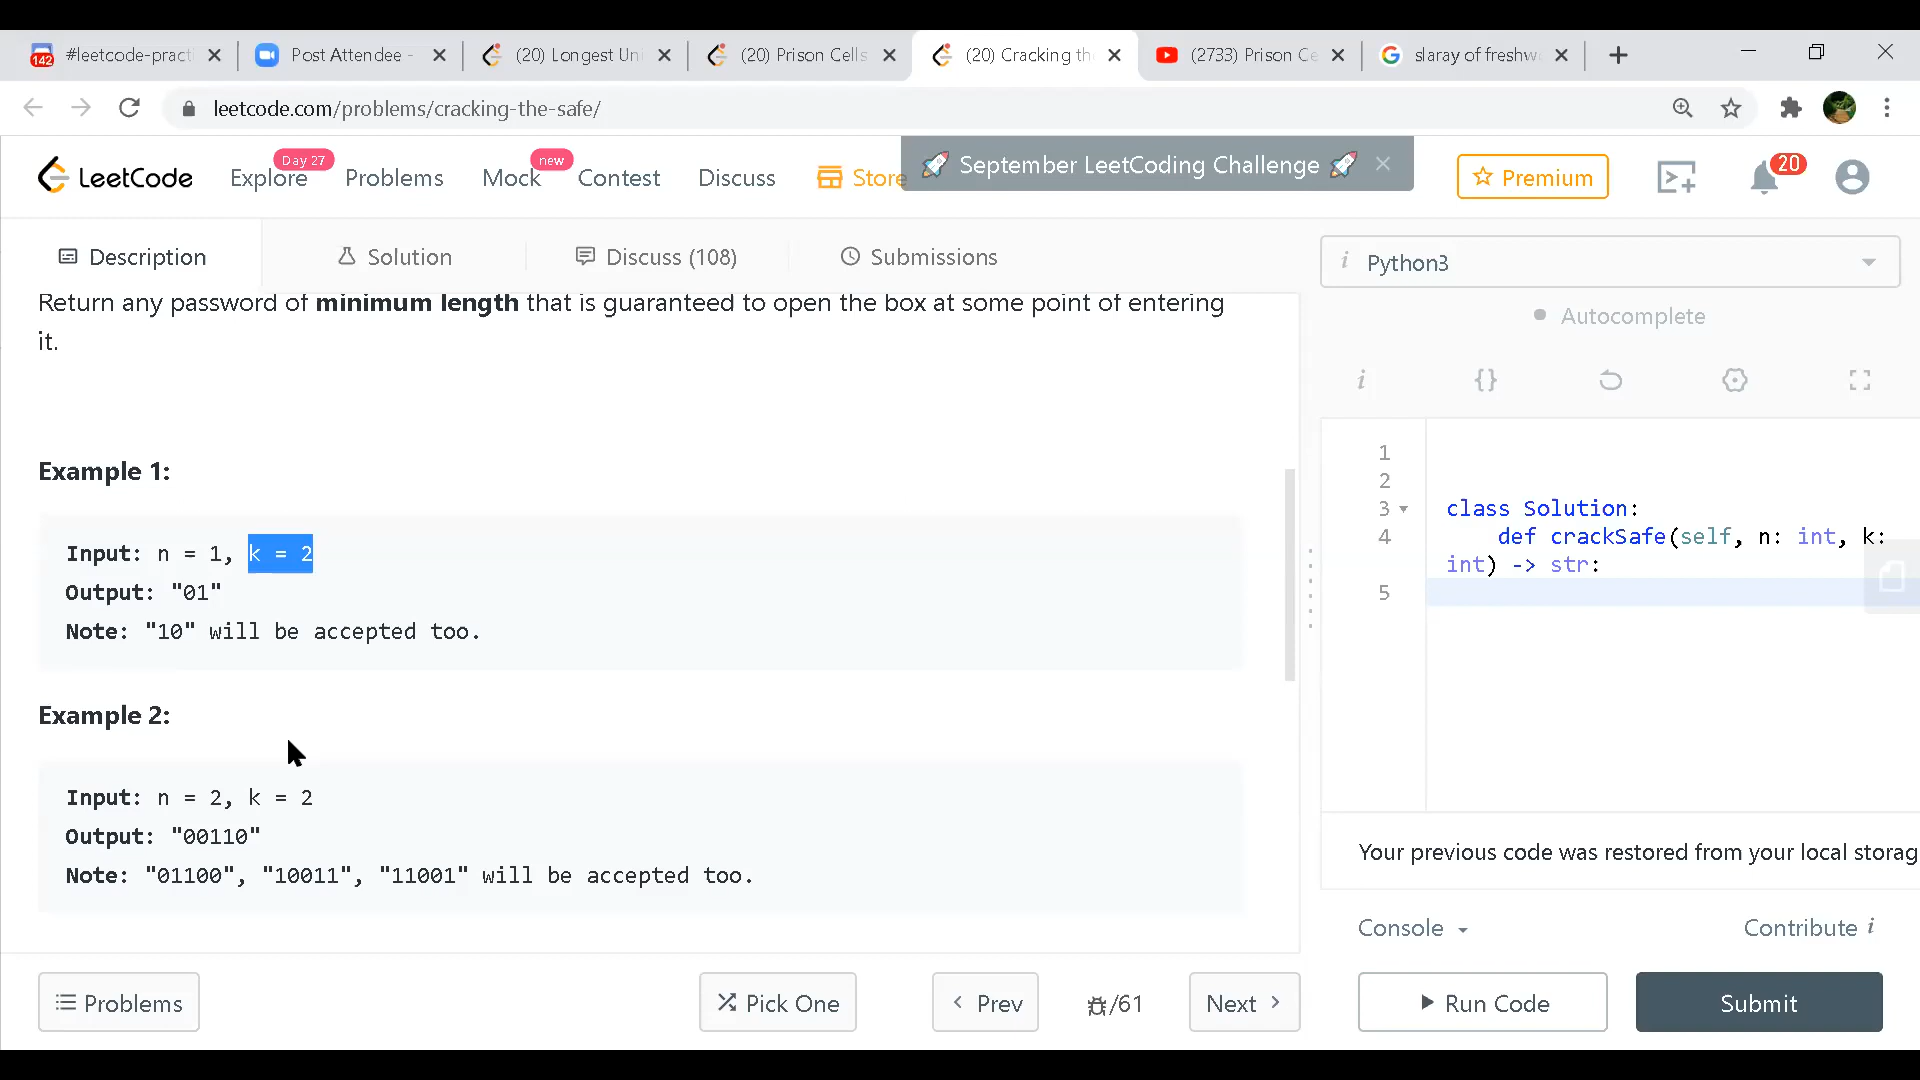 142 #leetcode-practi
Post Attendee -
(20) Longest Uni
(20) Prison Cells
(20) Cracking th
(2733) Prison Ce
slaray of freshw
leetcode.com/problems/cracking-the-safe/
LeetCode
Explore
Day 27
Problems
Mock
new
Contest
Discuss
Store
🚀 September LeetCoding Challenge 🚀
Premium
20
Description
Solution
Discuss (108)
Submissions
Return any password of minimum length that is guaranteed to open the box at some point of entering
it.
Example 1:
Input: n = 1, k = 2
Output: "01"
Note: "10" will be accepted too.
Example 2:
Input: n = 2, k = 2
Output: "00110"
Note: "01100", "10011", "11001" will be accepted too.
Problems
Pick One
Prev
/61
Next
i Python3
Autocomplete
i {}
1
2
3 class Solution:
4 def crackSafe(self, n: int, k:
int) -> str:
5
Your previous code was restored from your local storag
Console
Contribute i
Run Code
Submit